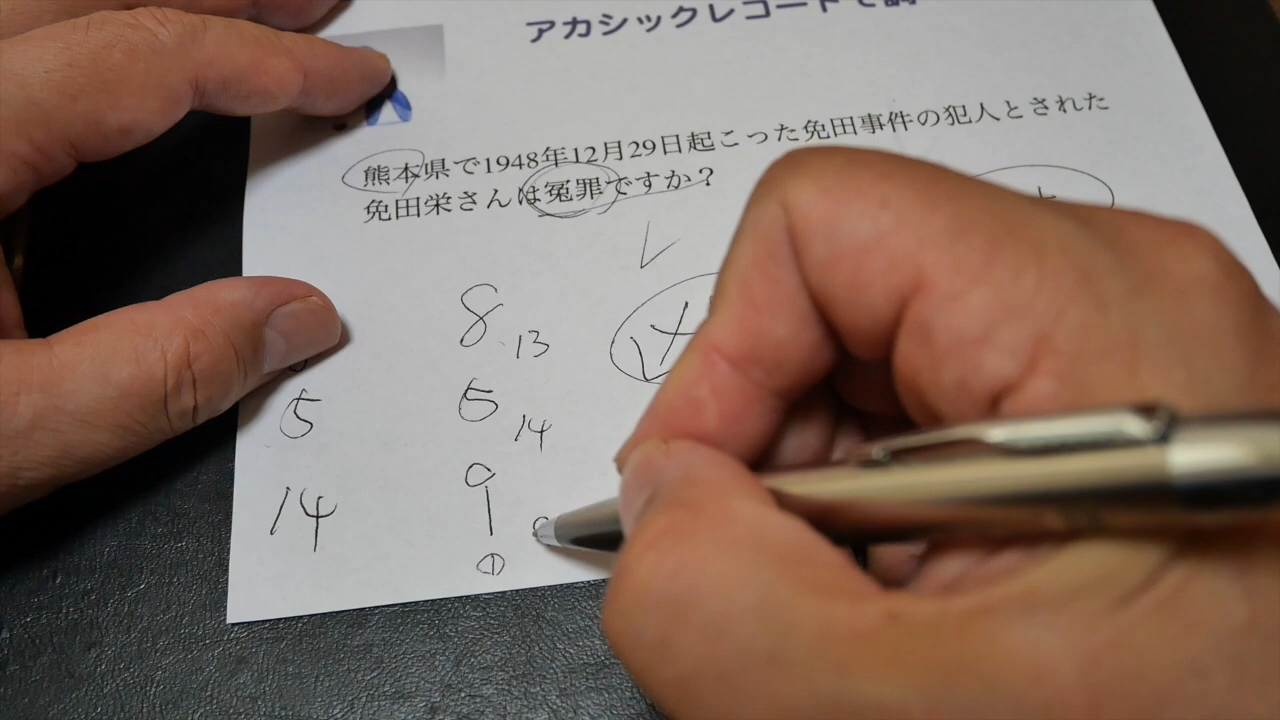 アカシックレコードで調
熊本県で1948年12月29日起こった免田事件の犯人とされた
免田栄さんは冤罪ですか？
8 13
5 5 14
14